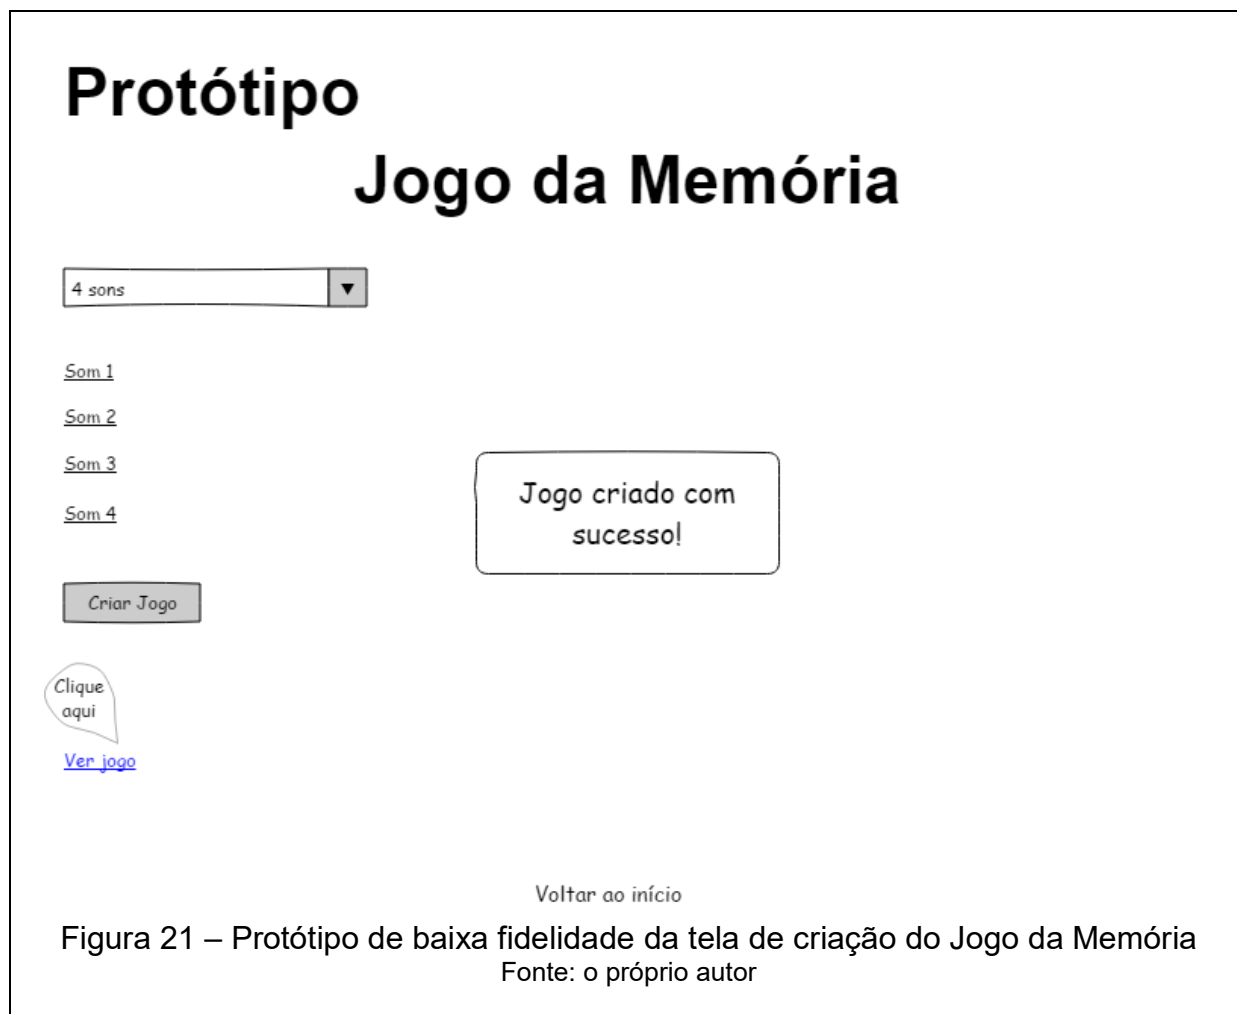 Protótipo
Jogo da Memória
4 sons
Som 1
Som 2
Som 3
Som 4
Jogo criado com
sucesso!
Criar Jogo
Clique
aqui
Ver jogo
Voltar ao início
Figura 21 – Protótipo de baixa fidelidade da tela de criação do Jogo da Memória
Fonte: o próprio autor